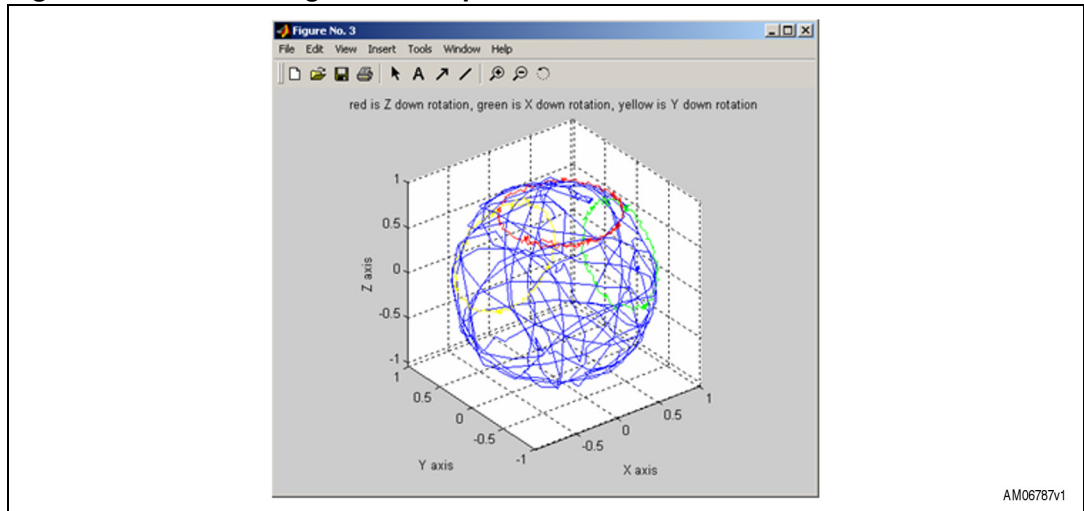 Figure No. 3
File Edit View Insert Tools Window Help
A
red is Z down rotation, green is X down rotation, yellow is Y down rotation
1
0.5
0
-0.5
-1
Z axis
1
0.5
0
-0.5
-1
Y axis
-0.5
0
0.5
1
X axis
AM06787v1